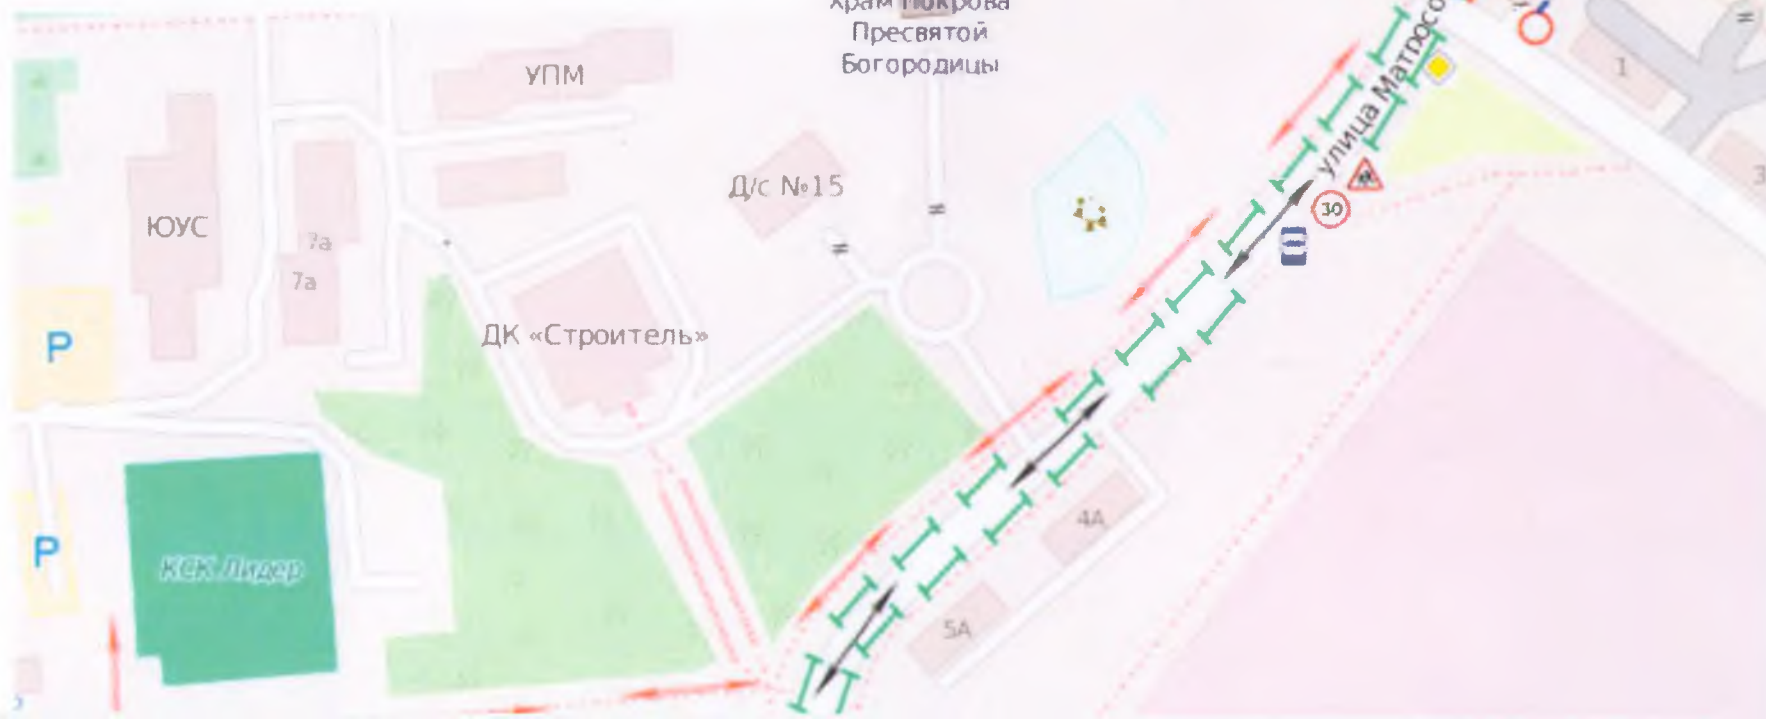 Храм Покрова
Пресвятой
Богородицы
УПМ
Д/с №15
ЮУС
7а
7а
ДК «Строитель»
P
P
КСК Лидер
4А
5А
улица Матросо
30
1
3